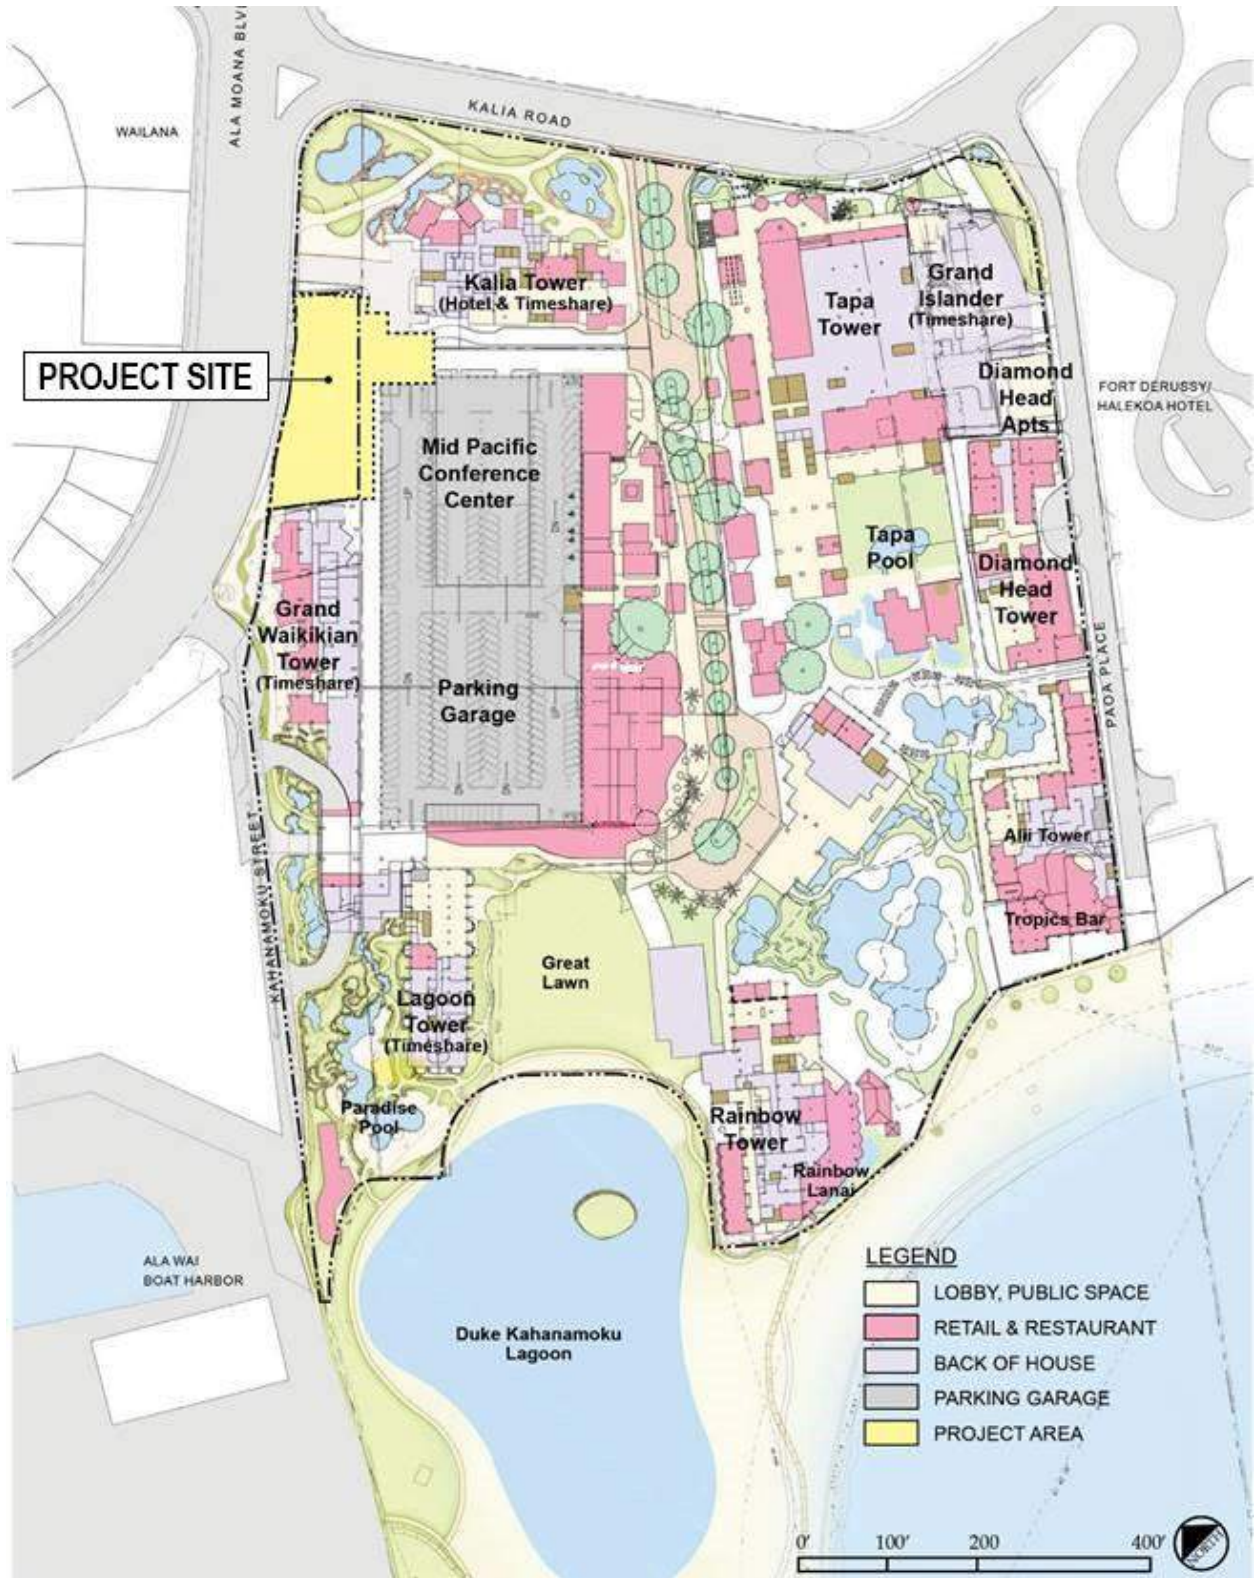 ALA MOANA BLV
KALIA ROAD
WAILANA
Kalia Tower
(Hotel & Timeshare)
Tapa
Tower
Grand
Islander
(Timeshare)
PROJECT SITE
Diamond
Head
Apts
FORT DERUSSY/
HALEKOA HOTEL
Mid Pacific
Conference
Center
Tapa
Pool
Diamond
Head
Tower
Grand
Waikikian
Tower
(Timeshare)
Parking
Garage
PAOA PLACE
KAHANAMOKU STREET
Alii Tower
Tropics Bar
Great
Lawn
Lagoon
Tower
(Timeshare)
Paradise
Pool
Rainbow
Tower
Rainbow
Lanai
ALA WAI
BOAT HARBOR
Duke Kahanamoku
Lagoon
LEGEND
LOBBY, PUBLIC SPACE
RETAIL & RESTAURANT
BACK OF HOUSE
PARKING GARAGE
PROJECT AREA
0' 100' 200 400'
NORTH